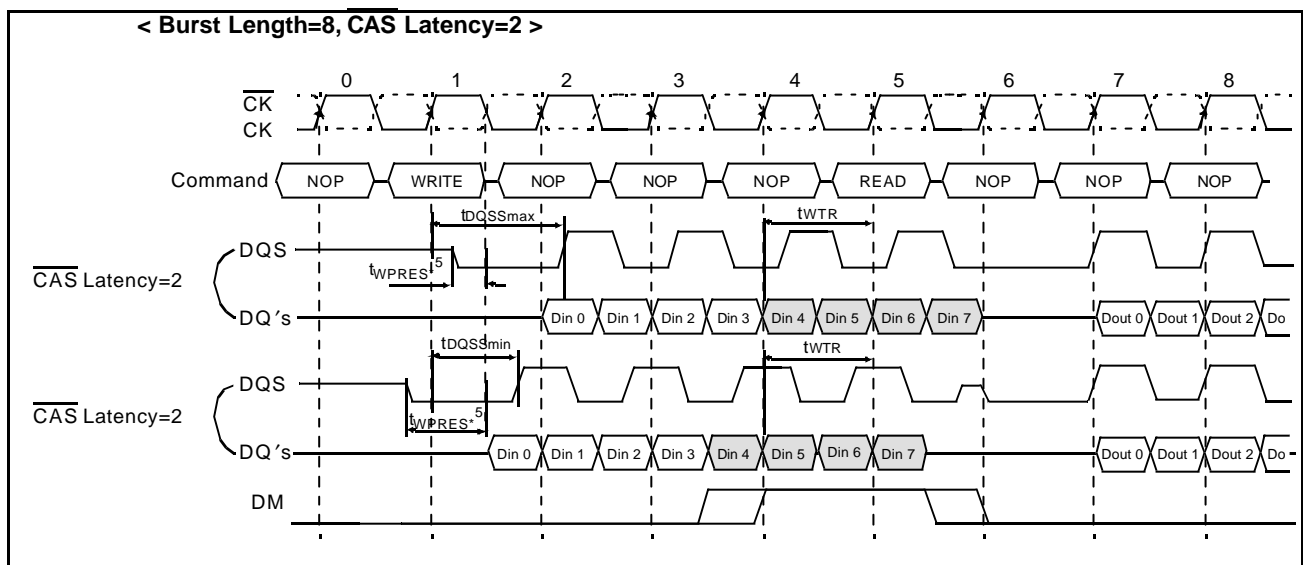 < Burst Length=8, CAS Latency=2 >
0 1 2 3 4 5 6 7 8
CK
CK
Command NOP WRITE NOP NOP NOP READ NOP NOP NOP
tDQSSmax tWTR
DQS
tWPRES*5
CAS Latency=2
DQ's Din 0 Din 1 Din 2 Din 3 Din 4 Din 5 Din 6 Din 7 Dout 0 Dout 1 Dout 2 Do
tDQSSmin tWTR
DQS
CAS Latency=2
tWPRES*5
DQ's Din 0 Din 1 Din 2 Din 3 Din 4 Din 5 Din 6 Din 7 Dout 0 Dout 1 Dout 2 Do
DM